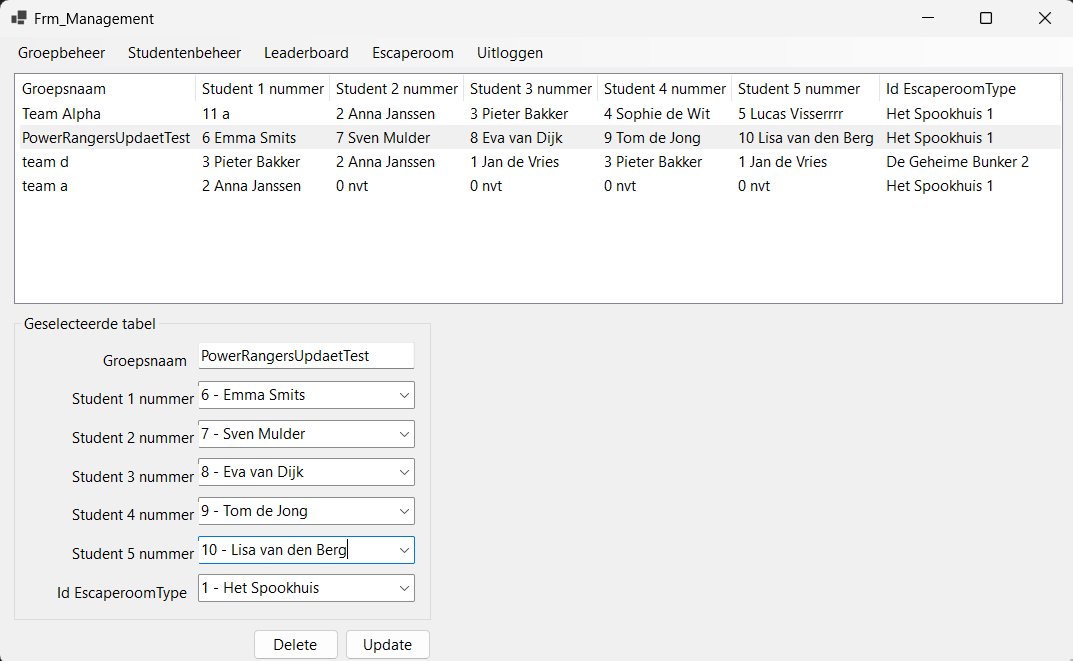 Frm_Management
Groepbeheer Studentenbeheer Leaderboard Escaperoom Uitloggen
Groepsnaam Student 1 nummer Student 2 nummer Student 3 nummer Student 4 nummer Student 5 nummer Id EscaperoomType
Team Alpha 11 a 2 Anna Janssen 3 Pieter Bakker 4 Sophie de Wit 5 Lucas Visserrrr Het Spookhuis 1
PowerRangersUpdaetTest 6 Emma Smits 7 Sven Mulder 8 Eva van Dijk 9 Tom de Jong 10 Lisa van den Berg Het Spookhuis 1
team d 3 Pieter Bakker 2 Anna Janssen 1 Jan de Vries 3 Pieter Bakker 1 Jan de Vries De Geheime Bunker 2
team a 2 Anna Janssen 0 nvt 0 nvt 0 nvt 0 nvt Het Spookhuis 1
Geselecteerde tabel
Groepsnaam PowerRangersUpdaetTest
Student 1 nummer 6 - Emma Smits
Student 2 nummer 7 - Sven Mulder
Student 3 nummer 8 - Eva van Dijk
Student 4 nummer 9 - Tom de Jong
Student 5 nummer 10 - Lisa van den Berg
Id EscaperoomType 1 - Het Spookhuis
Delete Update